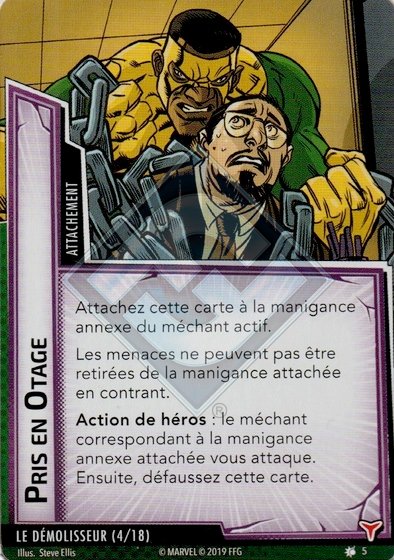 ATTACHEMENT
PRIS EN OTAGE
Attachez cette carte à la manigance
annexe du méchant actif.
Les menaces ne peuvent pas être
retirées de la manigance attachée
en contrant.
Action de héros : le méchant
correspondant à la manigance
annexe attachée vous attaque.
Ensuite, défaussez cette carte.
®
LE DÉMOLISSEUR (4/18)
Illus. Steve Ellis
© MARVEL © 2019 FFG
5